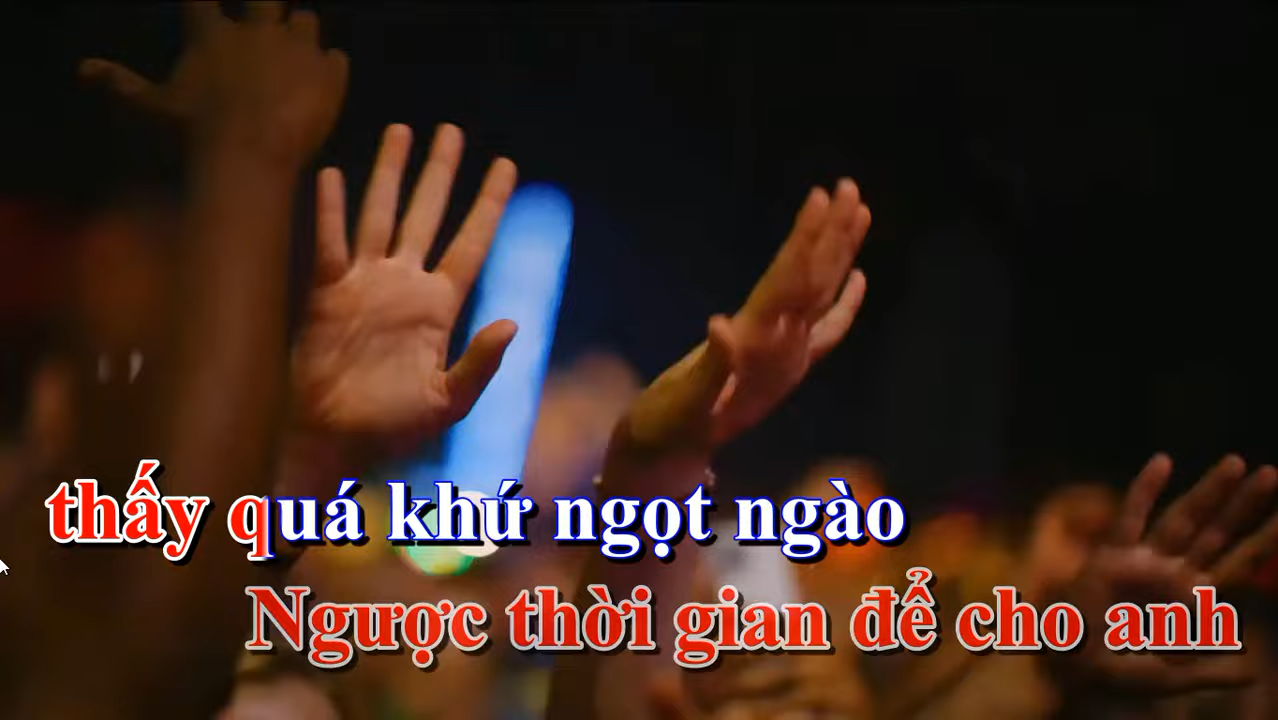 thấy quá khứ ngọt ngào
Ngược thời gian để cho anh